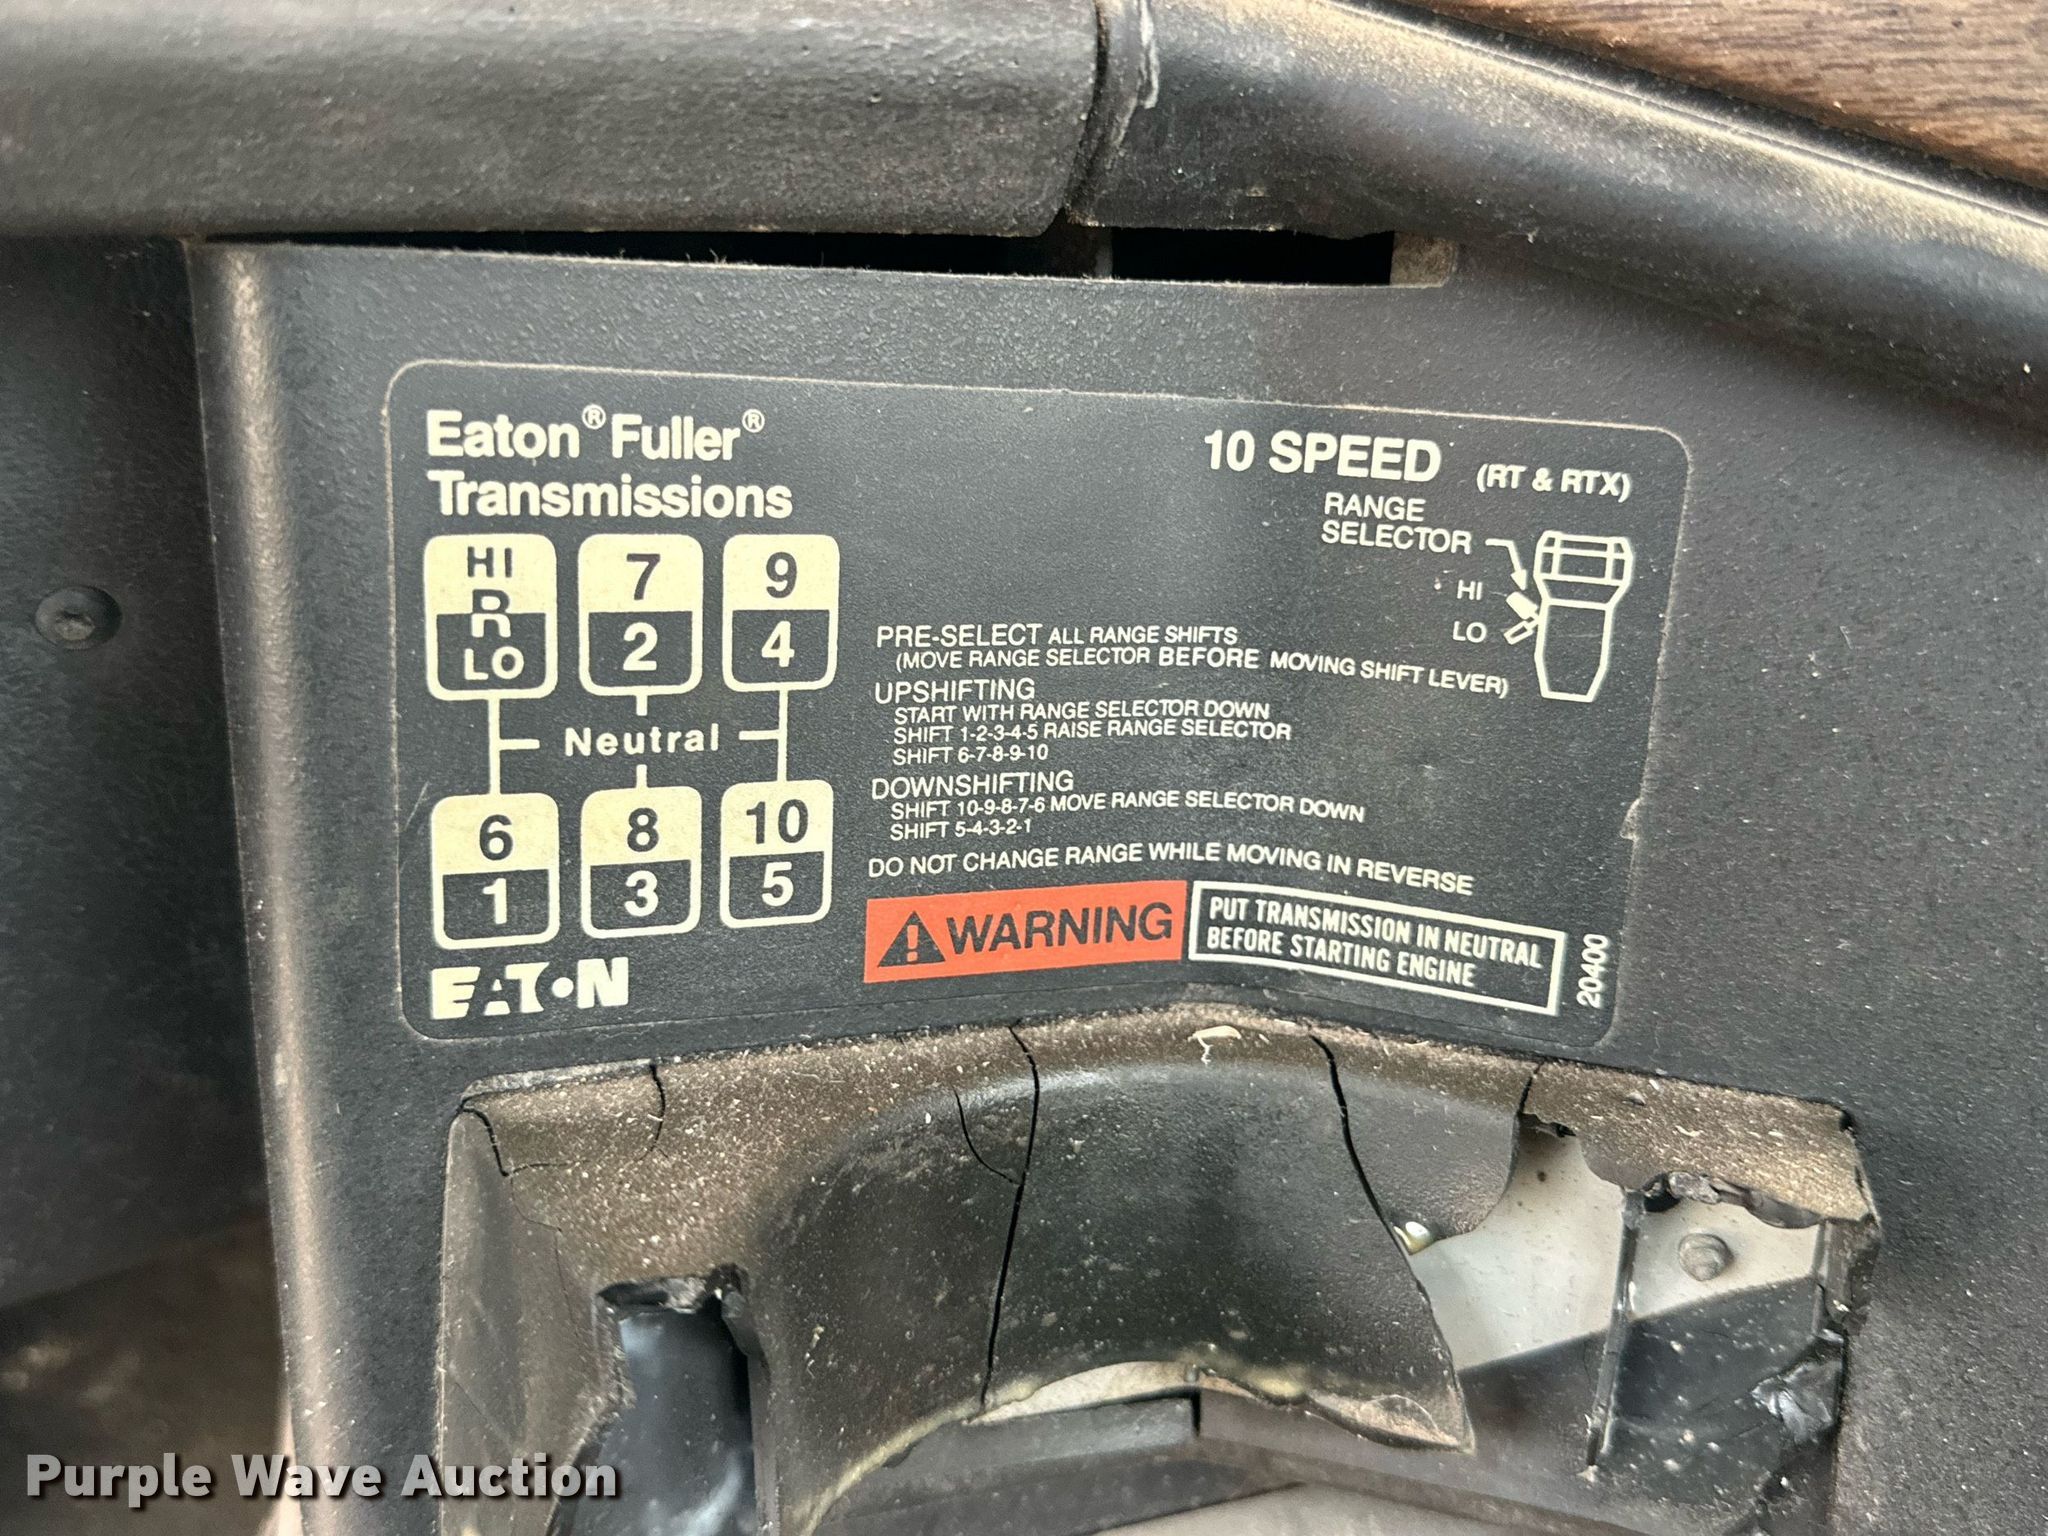 Eaton® Fuller®
Transmissions
10 SPEED (RT & RTX)
RANGE
SELECTOR
HI
LO
HI
R
LO
7
2
9
4
Neutral
6
1
8
3
10
5
PRE-SELECT ALL RANGE SHIFTS
(MOVE RANGE SELECTOR BEFORE MOVING SHIFT LEVER)
UPSHIFTING
START WITH RANGE SELECTOR DOWN
SHIFT 1-2-3-4-5 RAISE RANGE SELECTOR
SHIFT 6-7-8-9-10
DOWNSHIFTING
SHIFT 10-9-8-7-6 MOVE RANGE SELECTOR DOWN
SHIFT 5-4-3-2-1
DO NOT CHANGE RANGE WHILE MOVING IN REVERSE
WARNING
PUT TRANSMISSION IN NEUTRAL
BEFORE STARTING ENGINE
20400
EATON
Purple Wave Auction